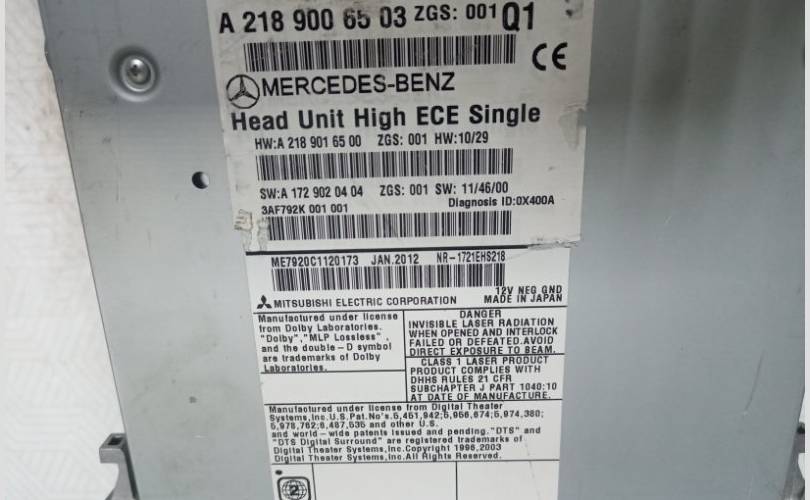 A 218 900 65 03 ZGS: 001 Q1
CE
MERCEDES-BENZ
Head Unit High ECE Single
HW:A 218 901 65 00 ZGS: 001 HW:10/29
SW:A 172 902 04 04 ZGS: 001 SW: 11/46/00
3AF792K 001 001 Diagnosis ID:0X400A
ME7920C1120173 JAN.2012 NR-1721EHS218
12V NEG GND
MITSUBISHI ELECTRIC CORPORATION MADE IN JAPAN
Manufactured under license
from Dolby Laboratories.
"Dolby","MLP Lossless",
and the double-D symbol
are trademarks of Dolby
Laboratories.
DANGER
INVISIBLE LASER RADIATION
WHEN OPENED AND INTERLOCK
FAILED OR DEFEATED.AVOID
DIRECT EXPOSURE TO BEAM.
CLASS 1 LASER PRODUCT
PRODUCT COMPLIES WITH
DHHS RULES 21 CFR
SUBCHAPTER J PART 1040:10
AT DATE OF MANUFACTURE.
Manufactured under license from Digital Theater
Systems,Inc.U.S.Pat.No's.5,451,942;5,956,674;5,974,380;
5,978,762;6,487,535 and other U.S.
and world-wide patents issued and pending."DTS" and
"DTS Digital Surround" are registered trademarks of
Digital Theater Systems,Inc.Copyright 1996,2003
Digital Theater Systems,Inc.All Rights Reserved.
2